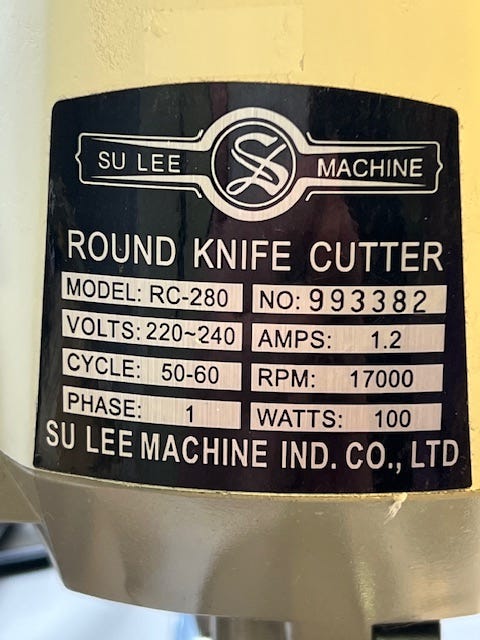 SU LEE S MACHINE
ROUND KNIFE CUTTER
MODEL: RC-280 NO: 993382
VOLTS: 220~240 AMPS: 1.2
CYCLE: 50-60 RPM: 17000
PHASE: 1 WATTS: 100
SU LEE MACHINE IND. CO., LTD